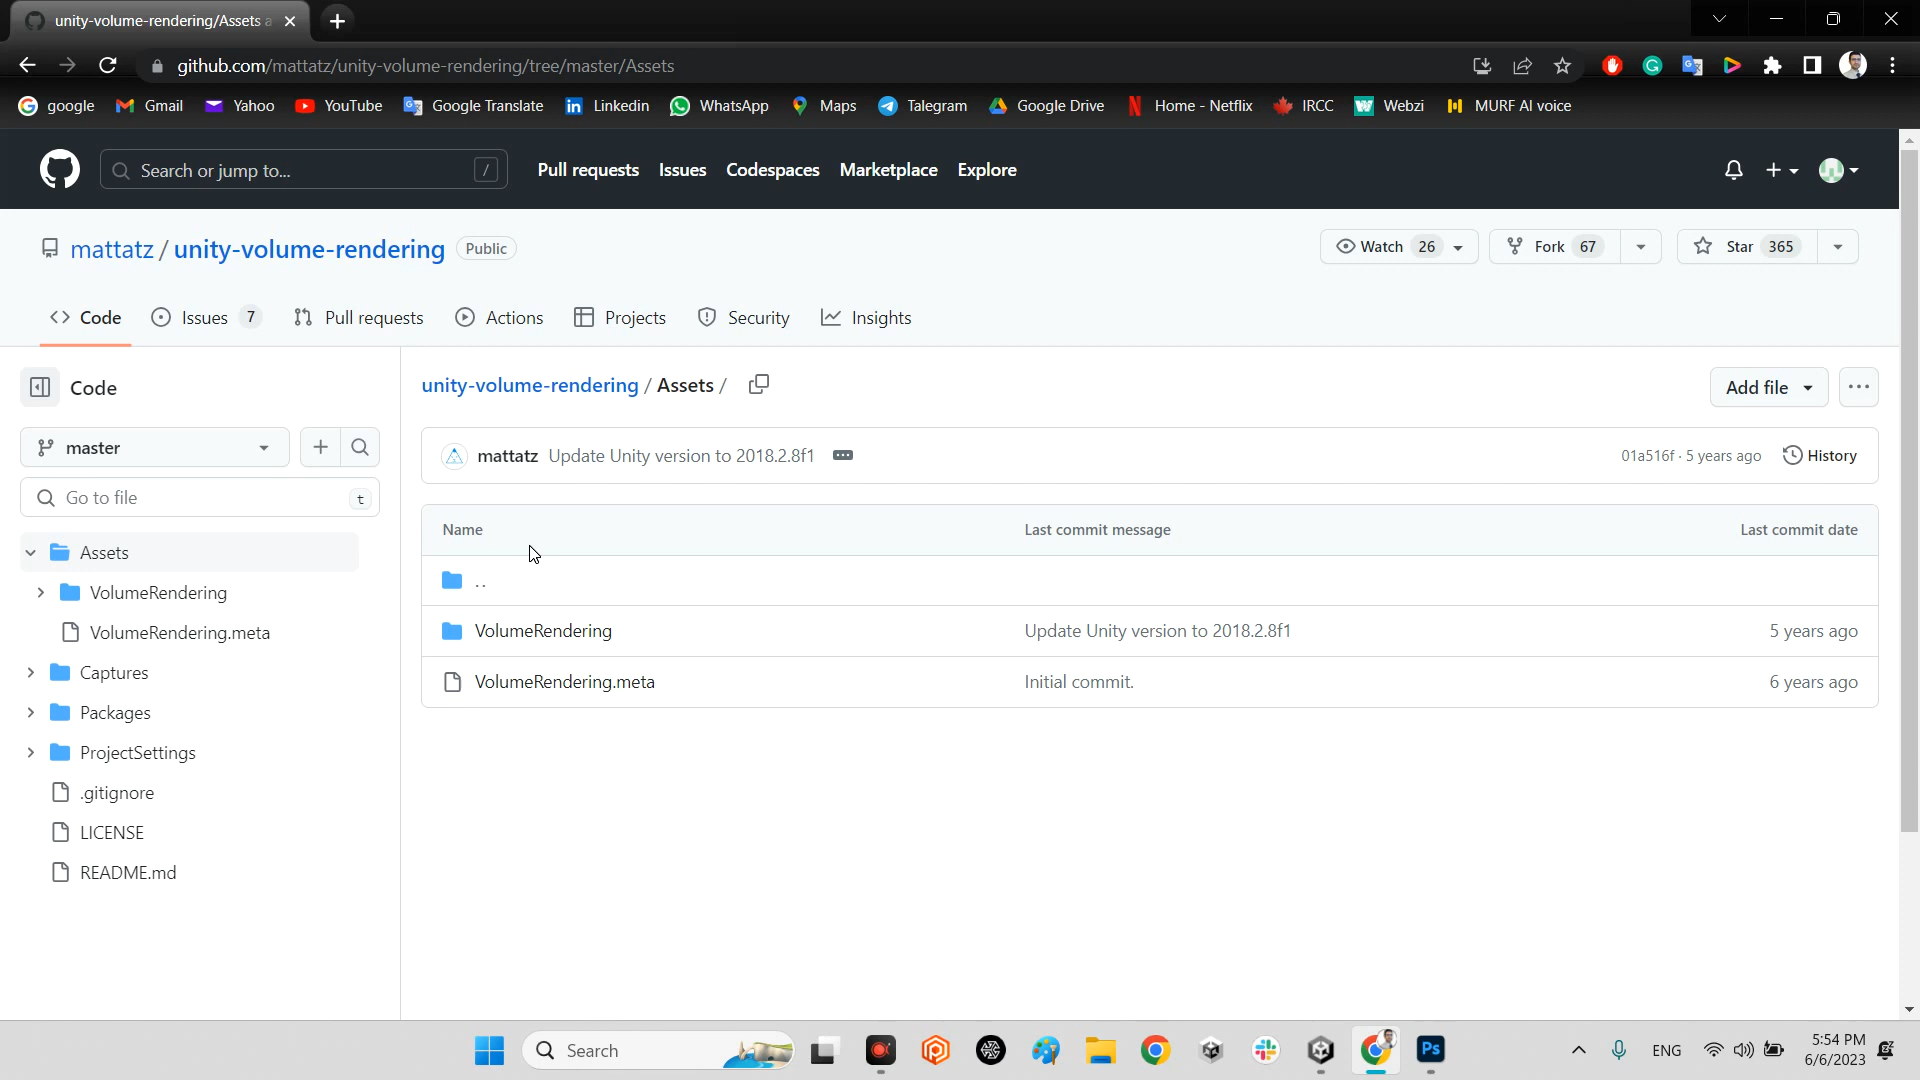 unity-volume-rendering/Assets a
github.com/mattatz/unity-volume-rendering/tree/master/Assets
google Gmail Yahoo YouTube Google Translate Linkedin WhatsApp Maps Talegram Google Drive Home - Netflix IRCC Webzi MURF AI voice
Search or jump to... / Pull requests Issues Codespaces Marketplace Explore
mattatz / unity-volume-rendering Public Watch 26 Fork 67 Star 365
Code Issues 7 Pull requests Actions Projects Security Insights
Code
unity-volume-rendering / Assets / Add file
master
mattatz Update Unity version to 2018.2.8f1 01a516f · 5 years ago History
Go to file t
Name Last commit message Last commit date
Assets
..
VolumeRendering
VolumeRendering Update Unity version to 2018.2.8f1 5 years ago
VolumeRendering.meta
VolumeRendering.meta Initial commit. 6 years ago
Captures
Packages
ProjectSettings
.gitignore
LICENSE
README.md
Search Ps ENG 5:54 PM
6/6/2023